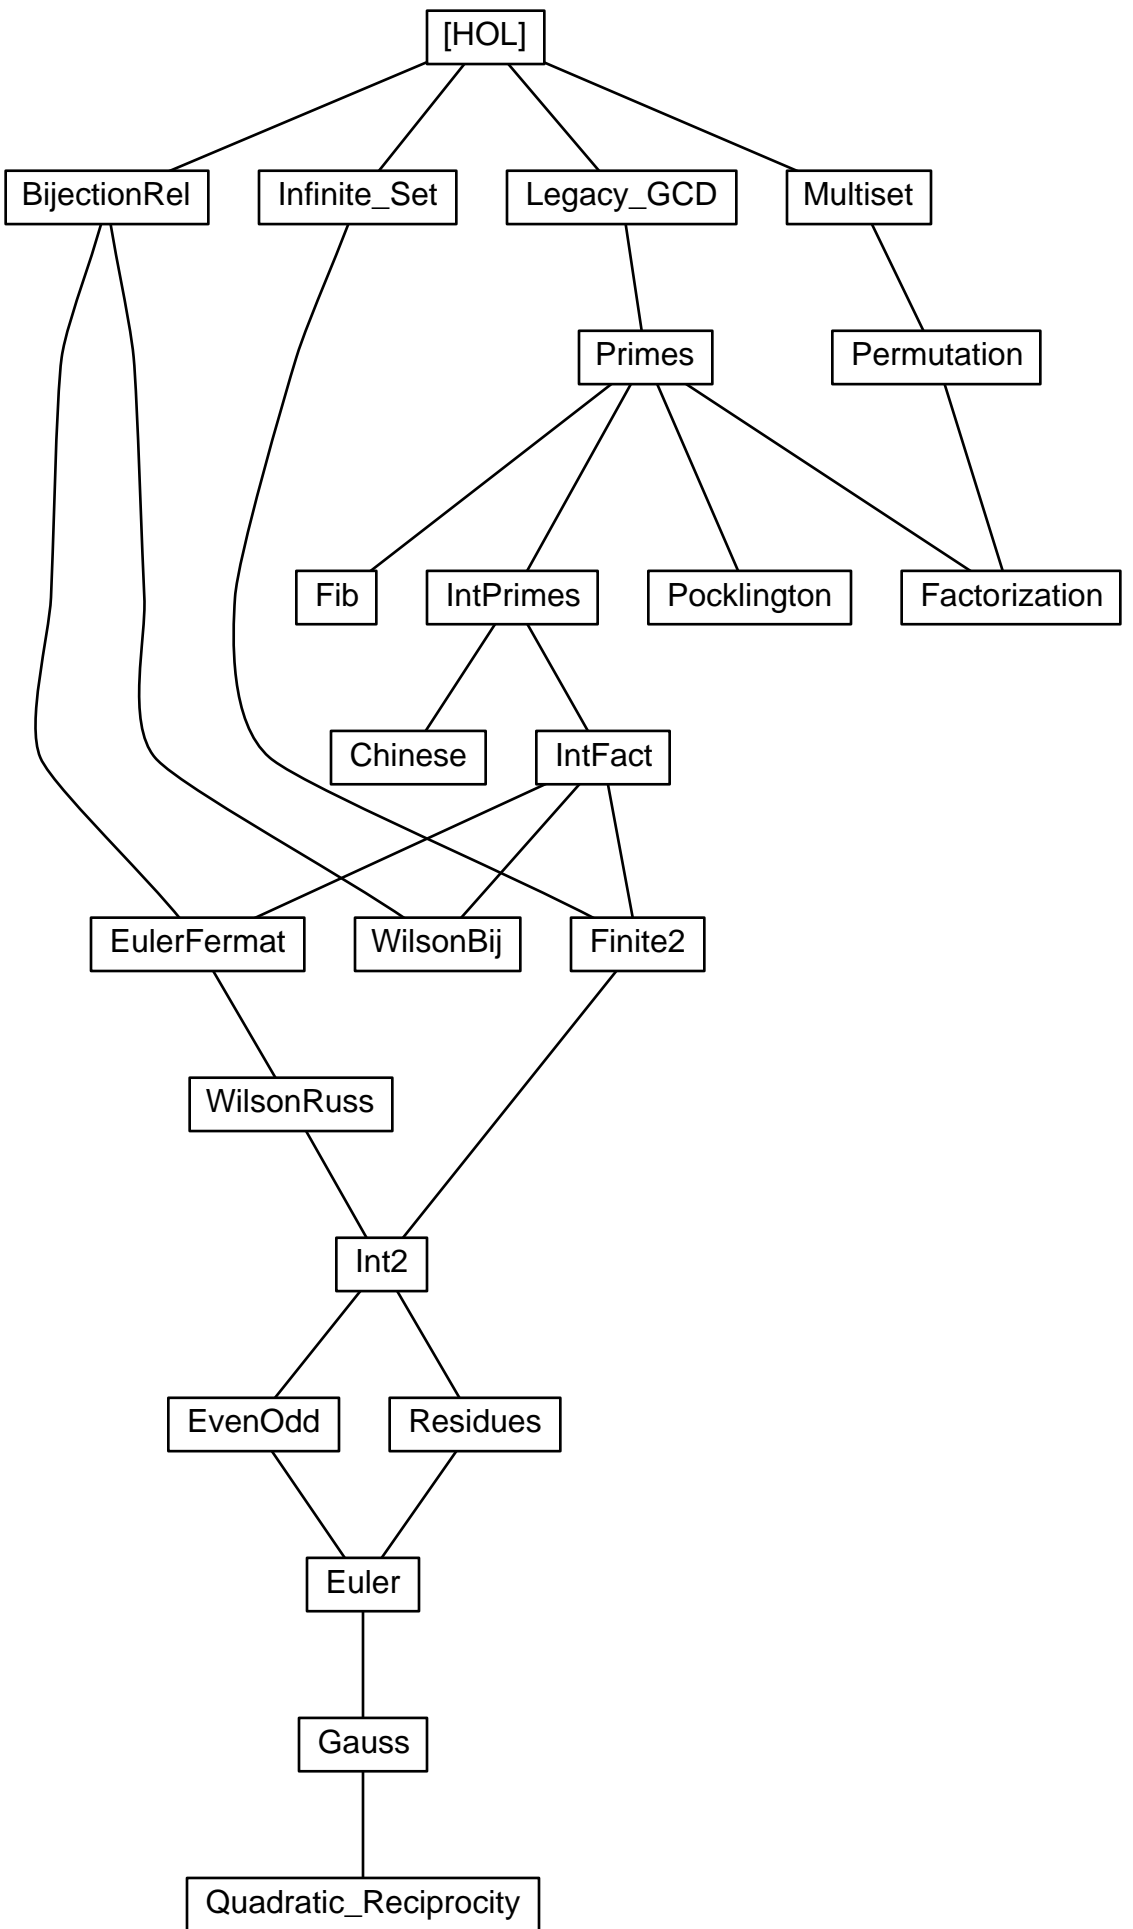 [HOL]
BijectionRel
Infinite_Set
Legacy_GCD
Multiset
Primes
Permutation
Fib
IntPrimes
Pocklington
Factorization
Chinese
IntFact
EulerFermat
WilsonBij
Finite2
WilsonRuss
Int2
EvenOdd
Residues
Euler
Gauss
Quadratic_Reciprocity